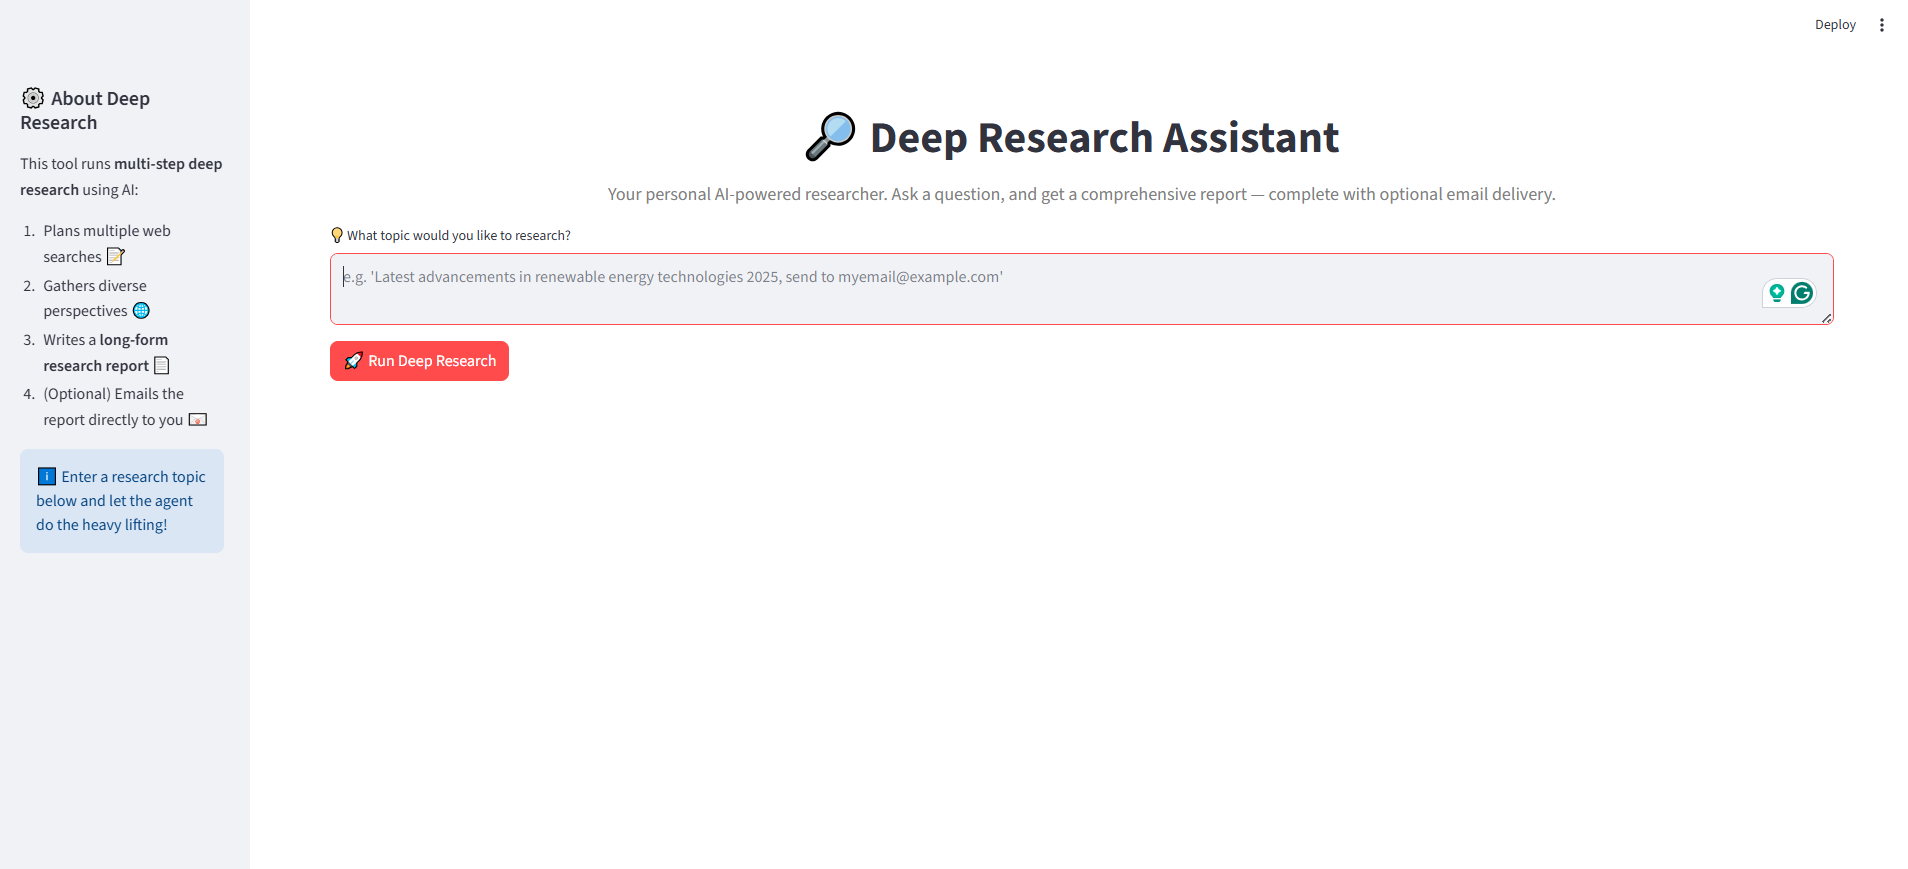 Deploy
About Deep
Research
This tool runs multi-step deep
research using AI:
1. Plans multiple web
searches
2. Gathers diverse
perspectives
3. Writes a long-form
research report
4. (Optional) Emails the
report directly to you
i Enter a research topic
below and let the agent
do the heavy lifting!
Deep Research Assistant
Your personal AI-powered researcher. Ask a question, and get a comprehensive report — complete with optional email delivery.
What topic would you like to research?
e.g. 'Latest advancements in renewable energy technologies 2025, send to myemail@example.com'
Run Deep Research